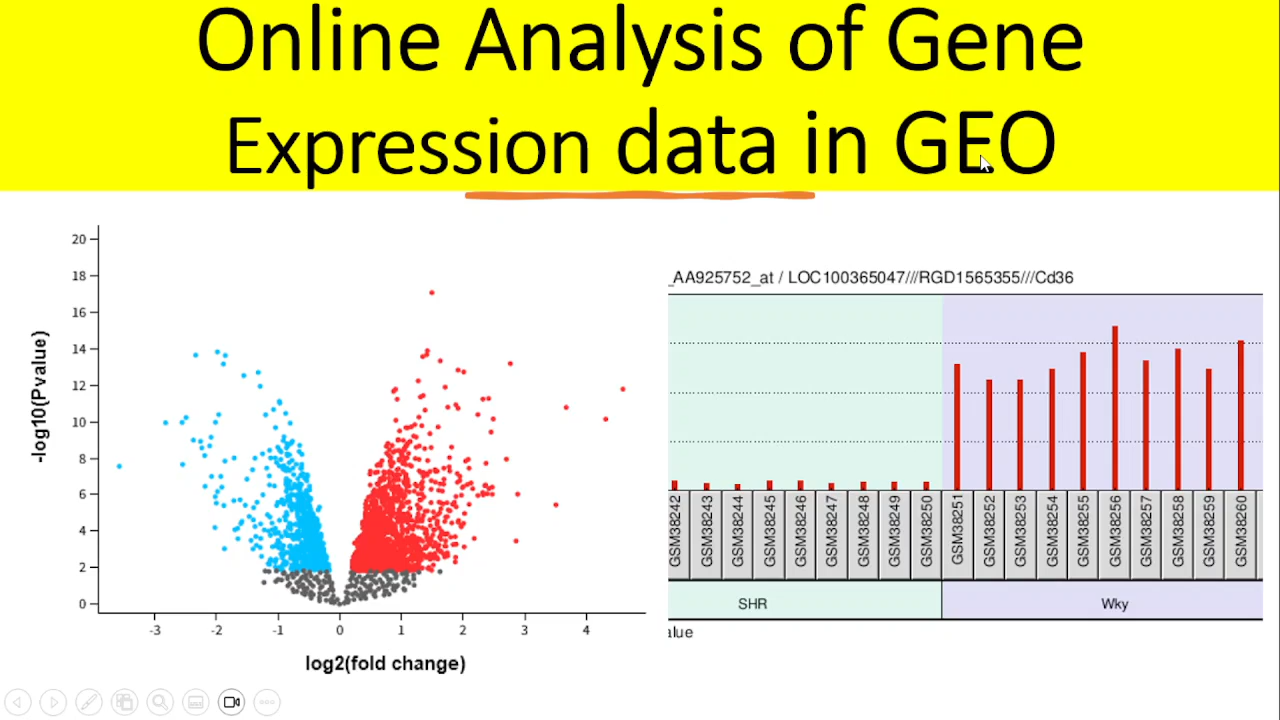 Online Analysis of Gene
Expression data in GEO
20
18
16
14
12
10
8
6
4
2
0
-log10(Pvalue)
-3 -2 -1 0 1 2 3 4
log2(fold change)
_AA925752_at / LOC100365047///RGD1565355///Cd36
GSM38243 GSM38244 GSM38245 GSM38246 GSM38247 GSM38248 GSM38249 GSM38250 GSM38251 GSM38252 GSM38253 GSM38254 GSM38255 GSM38256 GSM38257 GSM38258 GSM38259 GSM38260
SHR Wky
alue